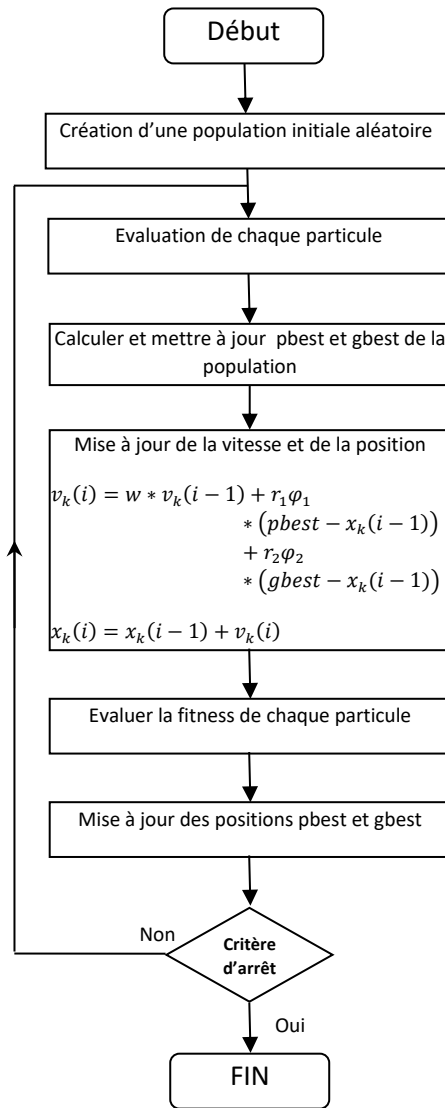 Début
Création d’une population initiale aléatoire
Evaluation de chaque particule
Calculer et mettre à jour pbest et gbest de la
population
Mise à jour de la vitesse et de la position
v_k(i) = w * v_k(i − 1) + r_1φ_1
* (pbest − x_k(i − 1))
+ r_2φ_2
* (gbest − x_k(i − 1))
x_k(i) = x_k(i − 1) + v_k(i)
Evaluer la fitness de chaque particule
Mise à jour des positions pbest et gbest
Non
Critère
d’arrêt
Oui
FIN